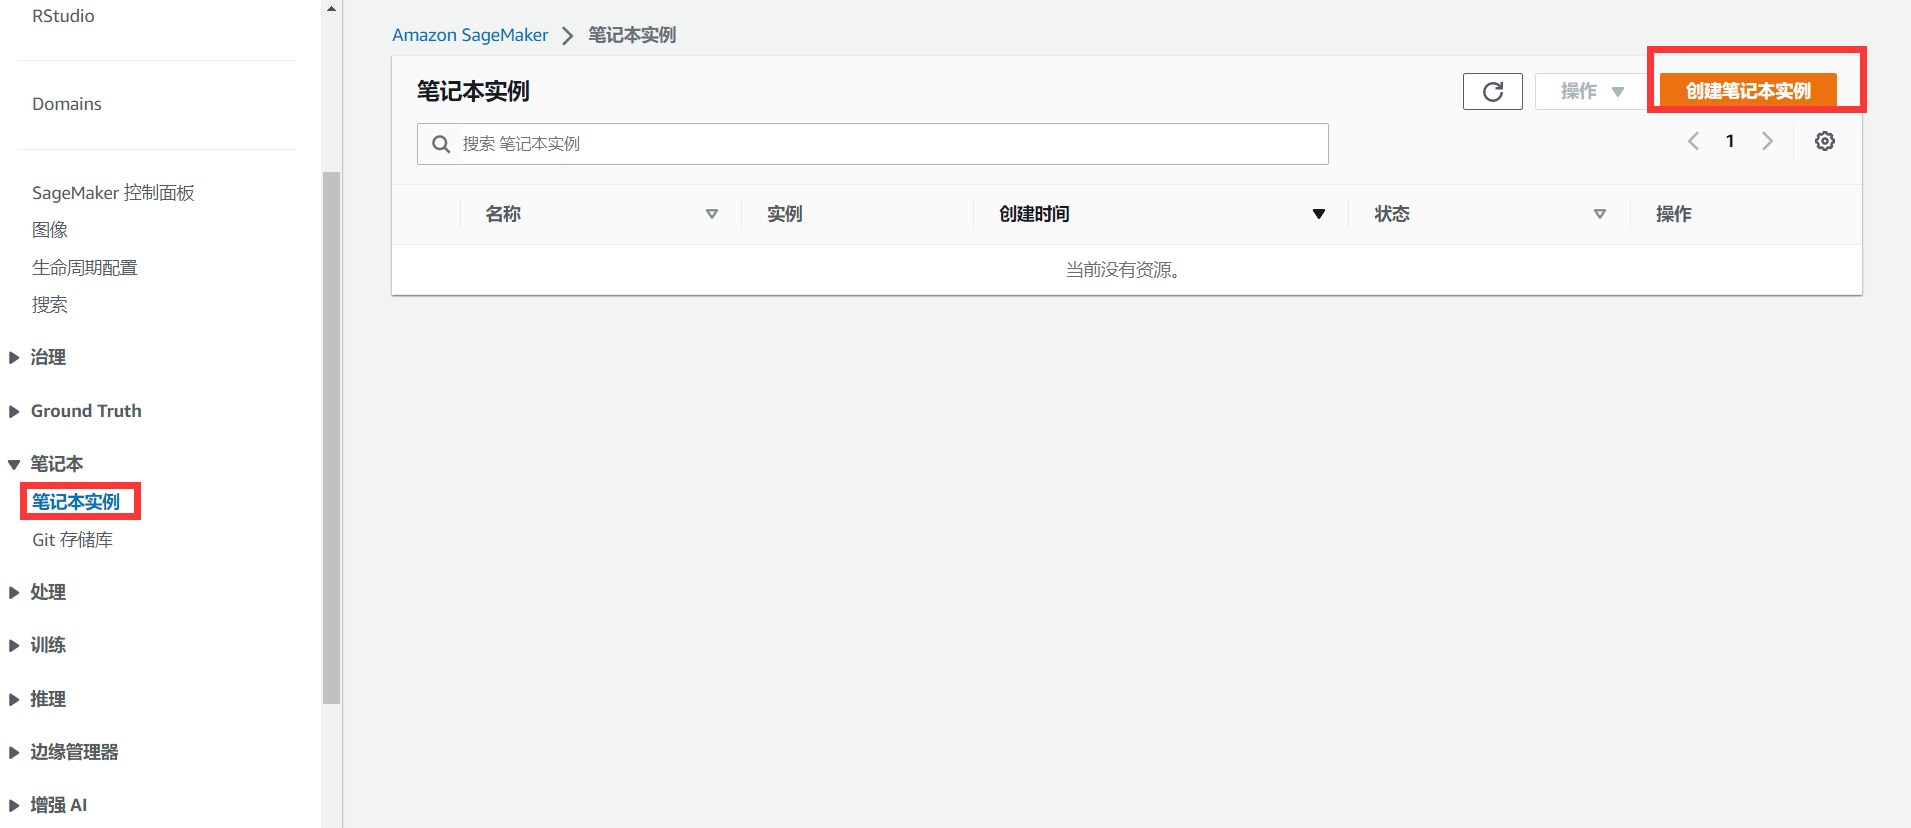 RStudio
Domains
SageMaker 控制面板
图像
生命周期配置
搜索
治理
Ground Truth
笔记本
笔记本实例
Git 存储库
处理
训练
推理
边缘管理器
增强 AI
Amazon SageMaker 笔记本实例
笔记本实例
操作
创建笔记本实例
搜索 笔记本实例
1
名称 实例 创建时间 状态 操作
当前没有资源。